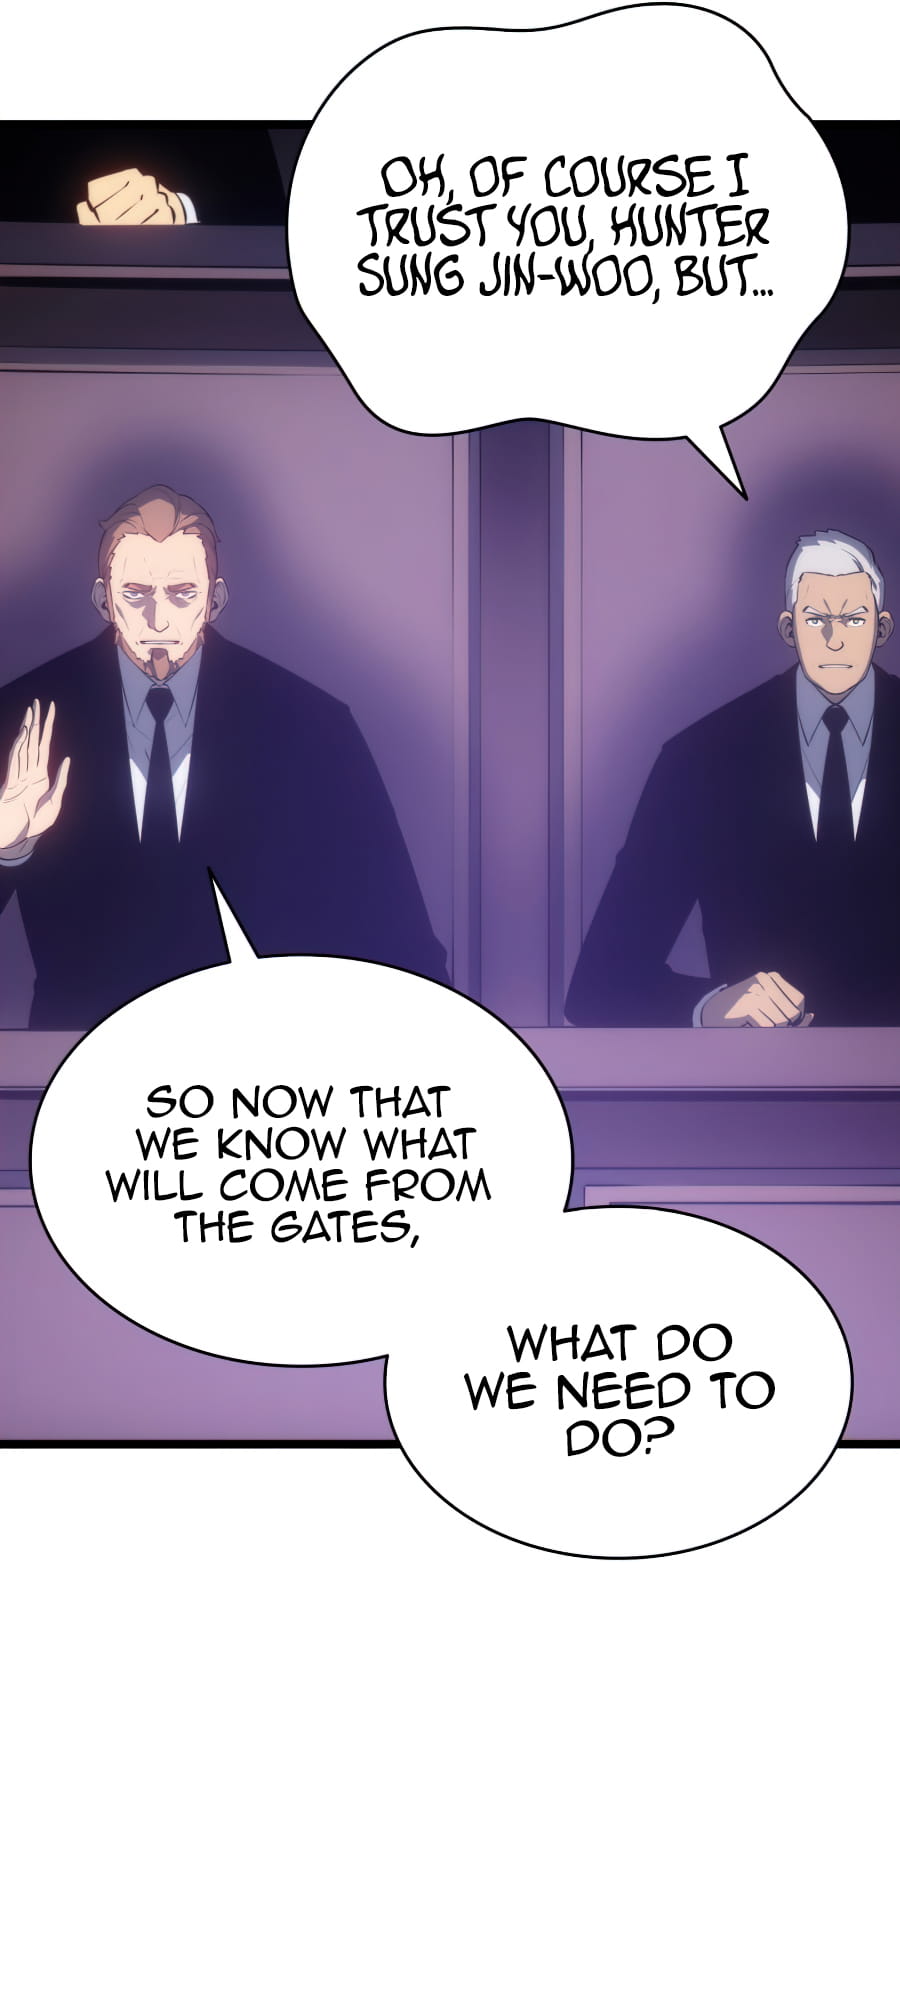 OH, OF COURSE I
TRUST YOU, HUNTER
SUNG JIN-WOO, BUT...
SO NOW THAT
WE KNOW WHAT
WILL COME FROM
THE GATES,
WHAT DO
WE NEED TO
DO?